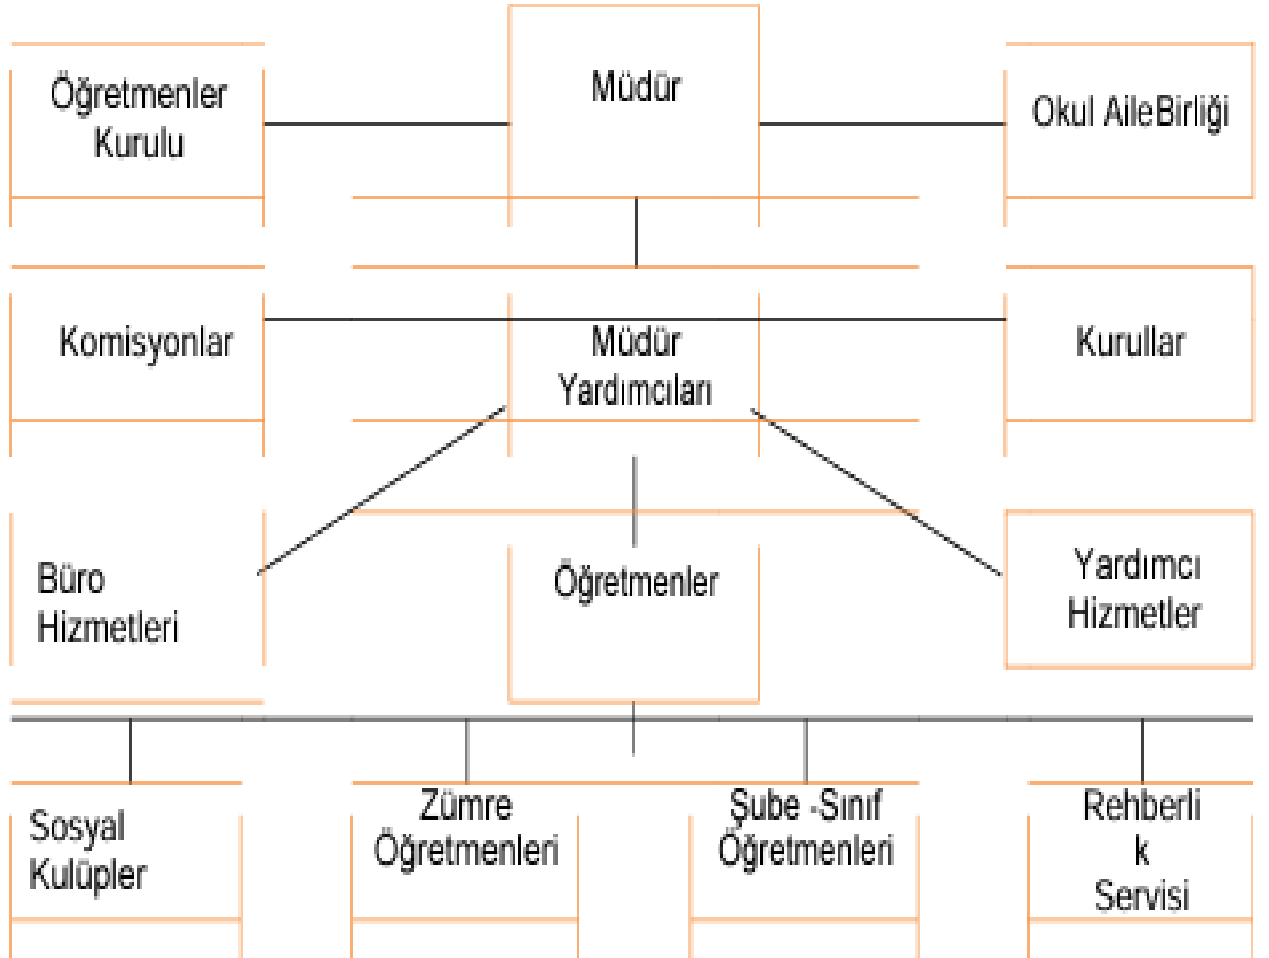 Öğretmenler
Kurulu
Müdür
Okul AileBirliği
Komisyonlar
Müdür
Yardımcıları
Kurullar
Büro
Hizmetleri
Öğretmenler
Yardımcı
Hizmetler
Sosyal
Kulüpler
Zümre
Öğretmenleri
Şube -Sınıf
Öğretmenleri
Rehberli
k
Servisi